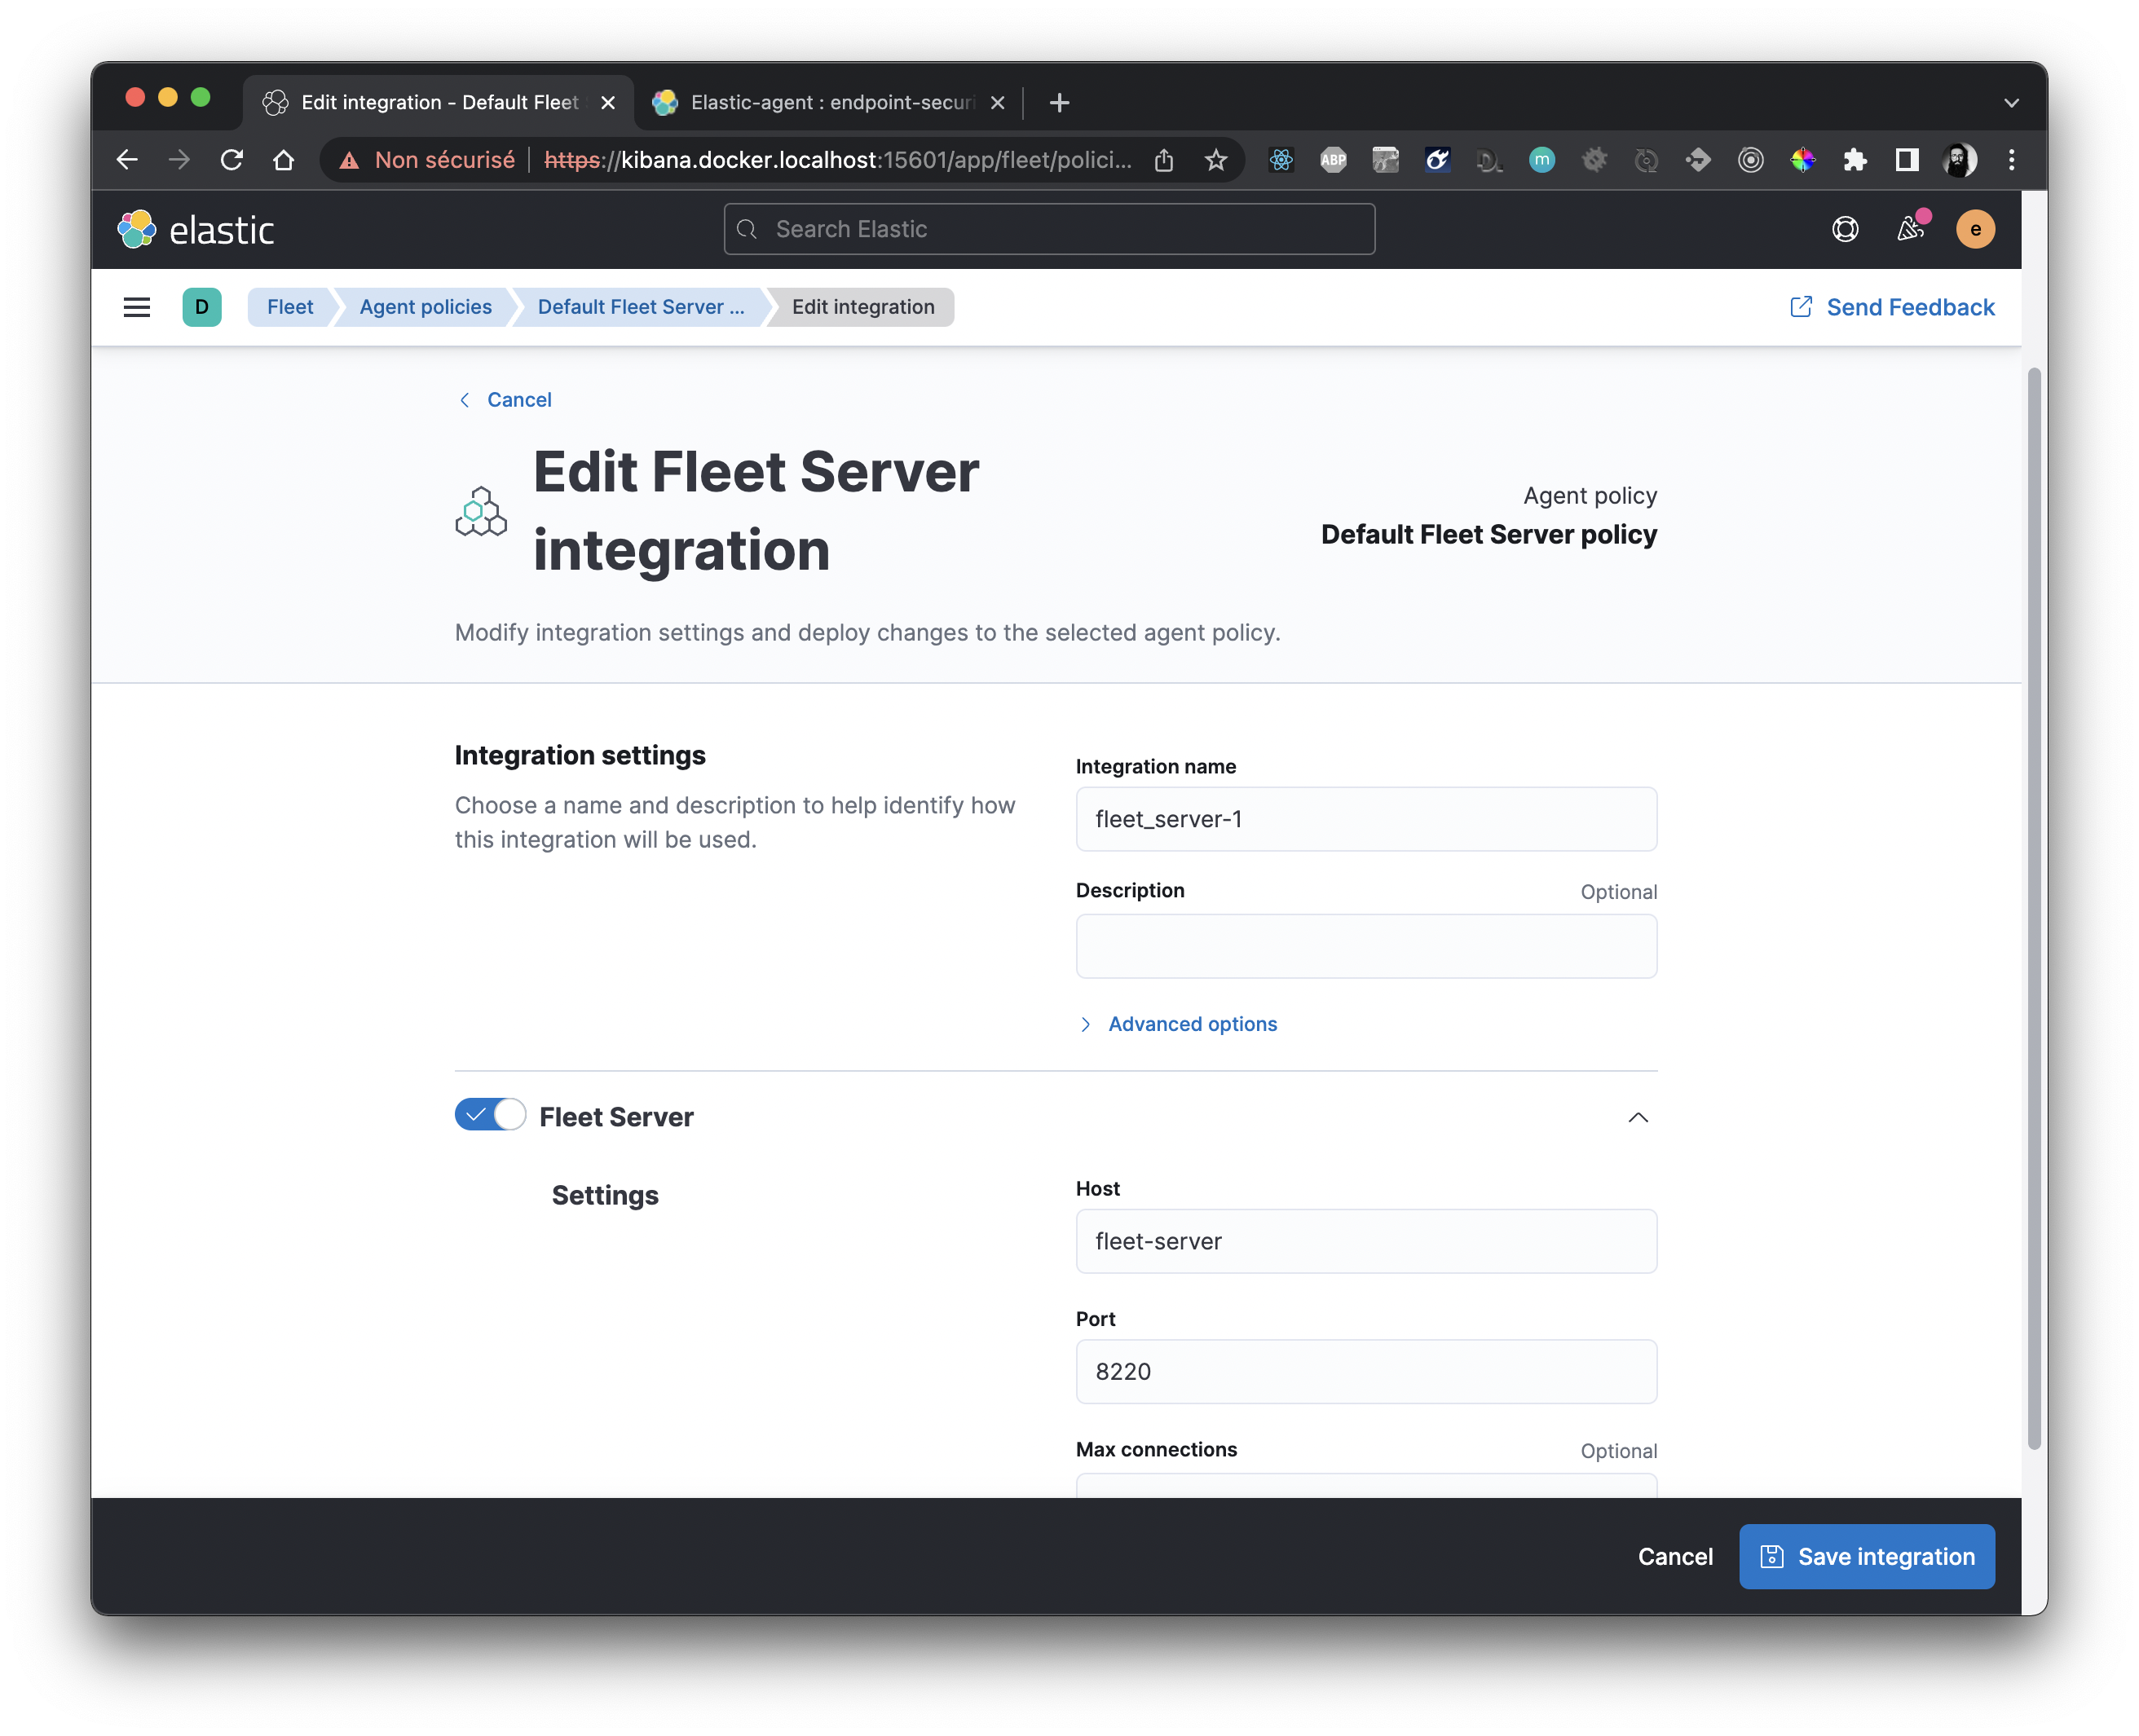 Edit integration - Default Fleet
Elastic-agent : endpoint-securi
Non sécurisé
https://kibana.docker.localhost:15601/app/fleet/polici...
ABP
m
elastic
Search Elastic
e
D
Fleet
Agent policies
Default Fleet Server ...
Edit integration
Send Feedback
Cancel
Edit Fleet Server
integration
Agent policy
Default Fleet Server policy
Modify integration settings and deploy changes to the selected agent policy.
Integration settings
Choose a name and description to help identify how
this integration will be used.
Integration name
fleet_server-1
Description
Optional
Advanced options
Fleet Server
Settings
Host
fleet-server
Port
8220
Max connections
Optional
Cancel
Save integration